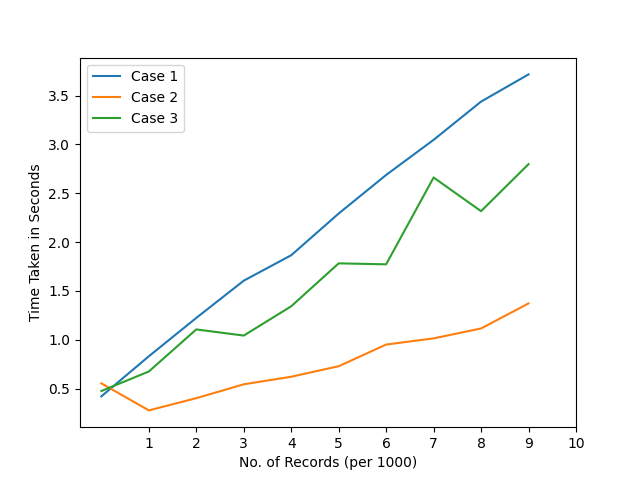 Case 1
Case 2
Case 3
3.5
3.0
2.5
2.0
1.5
1.0
0.5
Time Taken in Seconds
1 2 3 4 5 6 7 8 9 10
No. of Records (per 1000)